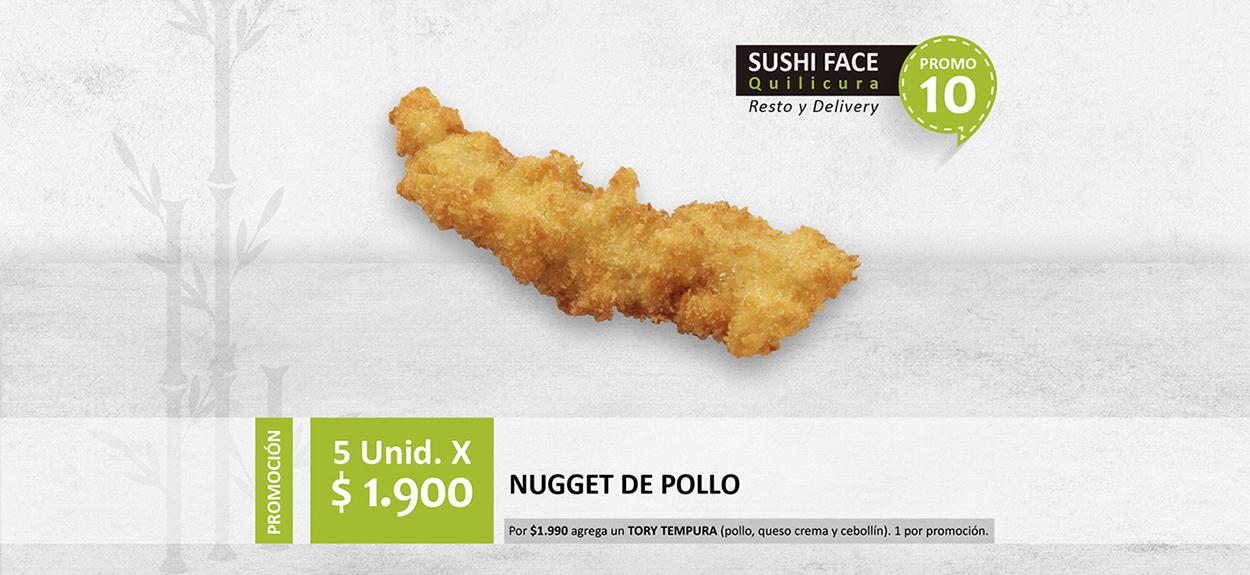 SUSHI FACE
Quilicura
Resto y Delivery
PROMO
10
PROMOCIÓN
5 Unid. X
$ 1.900
NUGGET DE POLLO
Por $1.990 agrega un TORY TEMPURA (pollo, queso crema y cebollín). 1 por promoción.